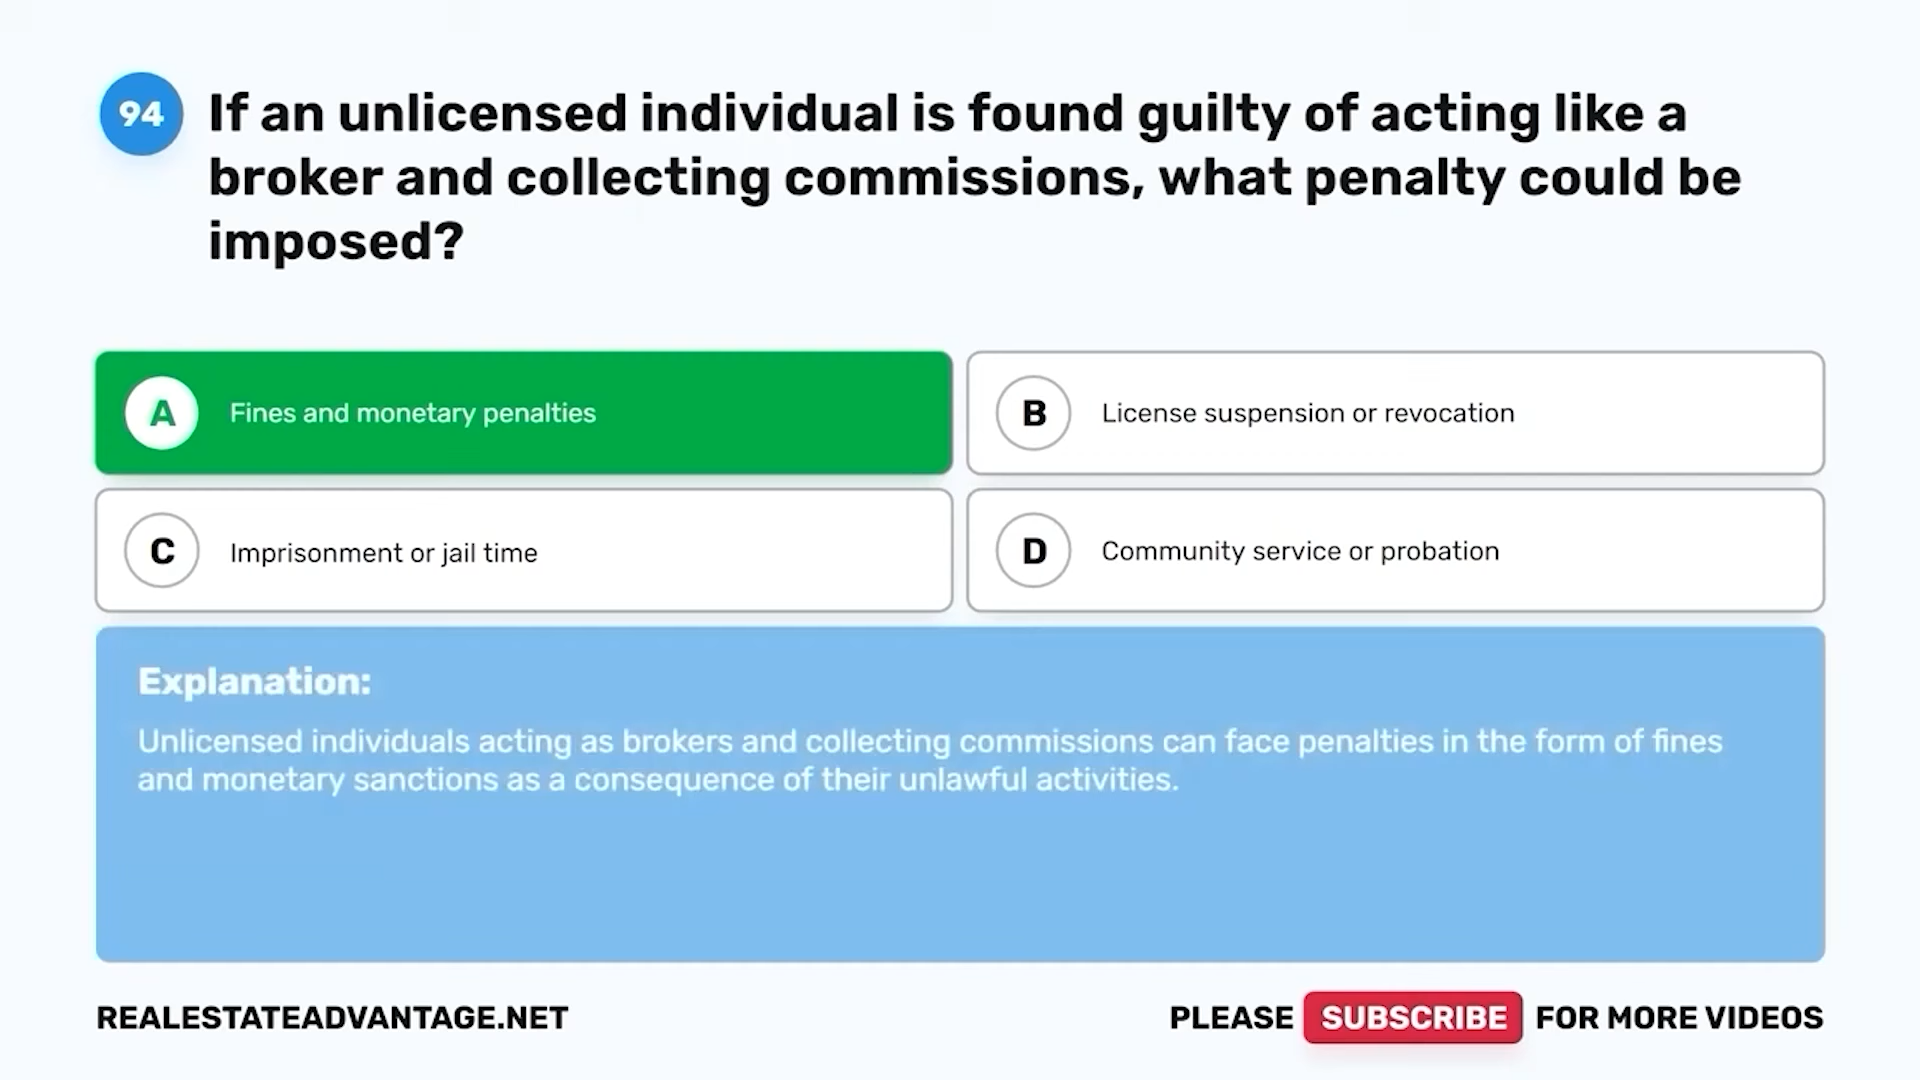 94
If an unlicensed individual is found guilty of acting like a
broker and collecting commissions, what penalty could be
imposed?
A Fines and monetary penalties
B License suspension or revocation
C Imprisonment or jail time
D Community service or probation
Explanation:
Unlicensed individuals acting as brokers and collecting commissions can face penalties in the form of fines
and monetary sanctions as a consequence of their unlawful activities.
REALESTATEADVANTAGE.NET
PLEASE SUBSCRIBE FOR MORE VIDEOS